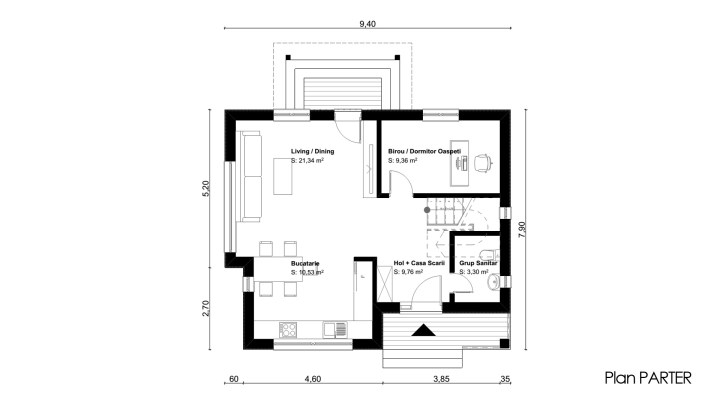 9,40
Living / Dining
S: 21,34 m²
Birou / Dormitor Oaspeti
S: 9,36 m²
5,20
7,90
Bucatarie
S: 10,53 m²
Hol + Casa Scarii
S: 9,76 m²
Grup Sanitar
S: 3,30 m²
2,70
60
4,60
3,85
35
Plan PARTER